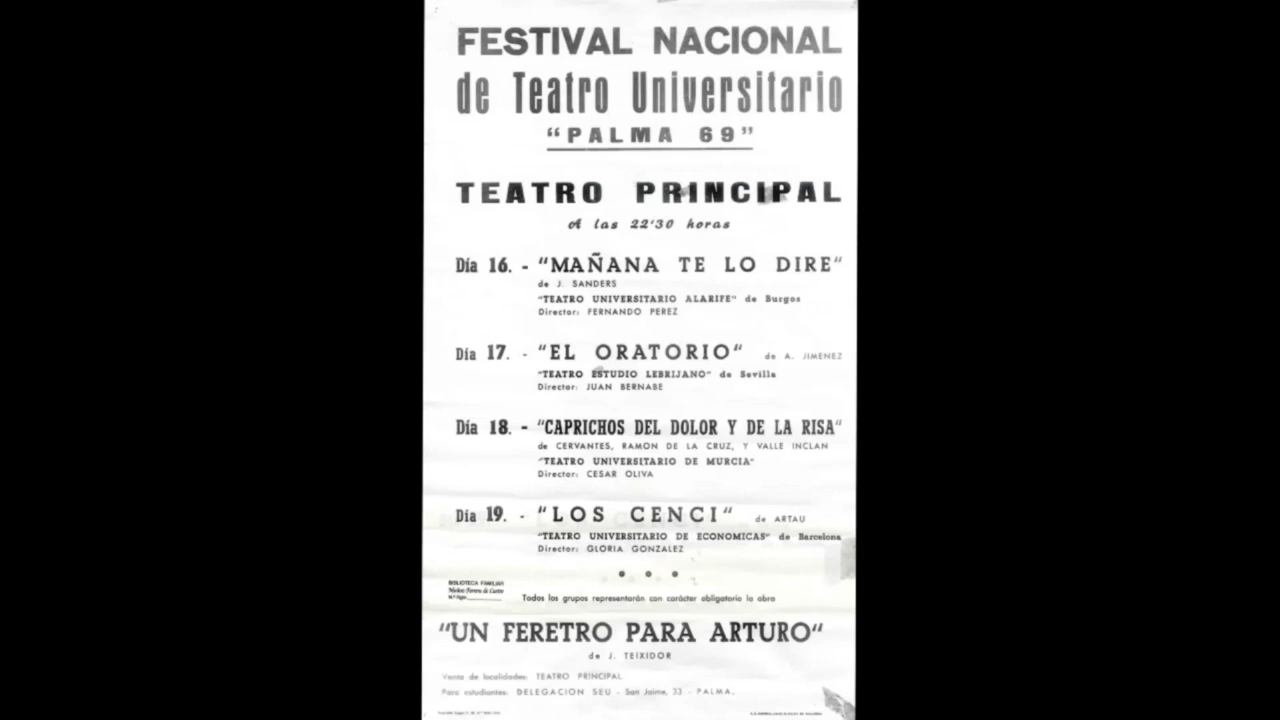 FESTIVAL NACIONAL
de Teatro Universitario
"PALMA 69"
TEATRO PRINCIPAL
A las 22'30 horas
Día 16. - "MAÑANA TE LO DIRE"
de J. SANDERS
"TEATRO UNIVERSITARIO ALARIFE" de Burgos
Director: FERNANDO PEREZ
Día 17. - "EL ORATORIO" de A. JIMENEZ
"TEATRO ESTUDIO LEBRIJANO" de Sevilla
Director: JUAN BERNABE
Día 18. - "CAPRICHOS DEL DOLOR Y DE LA RISA"
de CERVANTES, RAMON DE LA CRUZ, Y VALLE INCLAN
"TEATRO UNIVERSITARIO DE MURCIA"
Director: CESAR OLIVA
Día 19. - "LOS CENCI" de ARTAU
"TEATRO UNIVERSITARIO DE ECONOMICAS" de Barcelona
Director: GLORIA GONZALEZ
BIBLIOTECA FAMILIAR
Todos los grupos representarán con carácter obligatorio la obra
"UN FERETRO PARA ARTURO"
de J. TEIXIDOR
Venta de localidades: TEATRO PRINCIPAL
Para estudiantes: DELEGACION SEU - San Jaime, 33 - PALMA.